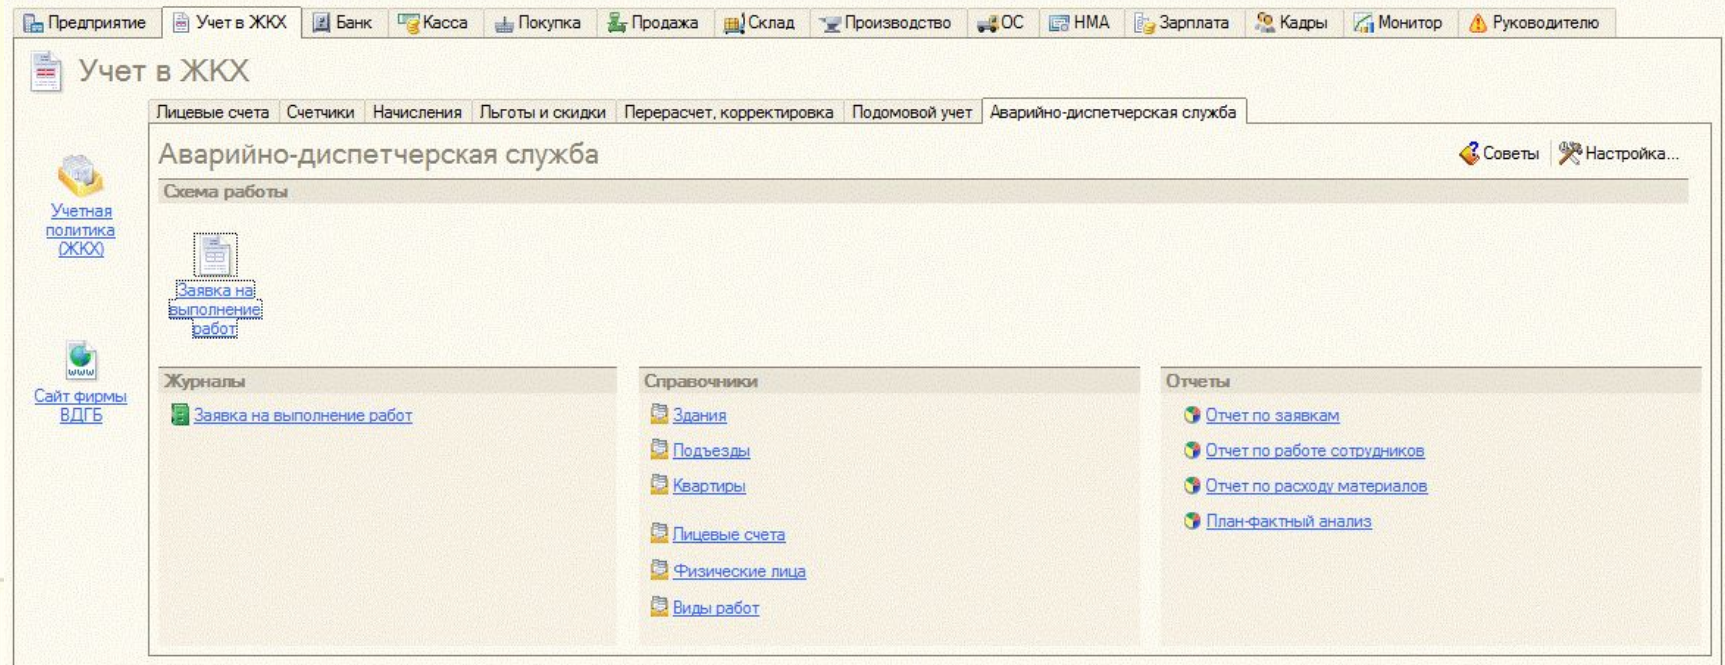 Предприятие Учет в ЖКХ Банк Касса Покупка Продажа Склад Производство ОС НМА Зарплата Кадры Монитор Руководителю
Учет в ЖКХ
Лицевые счета Счетчики Начисления Льготы и скидки Перерасчет, корректировка Подомовой учет Аварийно-диспетчерская служба
Аварийно-диспетчерская служба
Советы Настройка...
Схема работы
Учетная
политика
(ЖКХ)
Заявка на
выполнение
работ
www
Сайт фирмы
ВДГБ
Журналы
Заявка на выполнение работ
Справочники
Здания
Подъезды
Квартиры
Лицевые счета
Физические лица
Виды работ
Отчеты
Отчет по заявкам
Отчет по работе сотрудников
Отчет по расходу материалов
План-фактный анализ